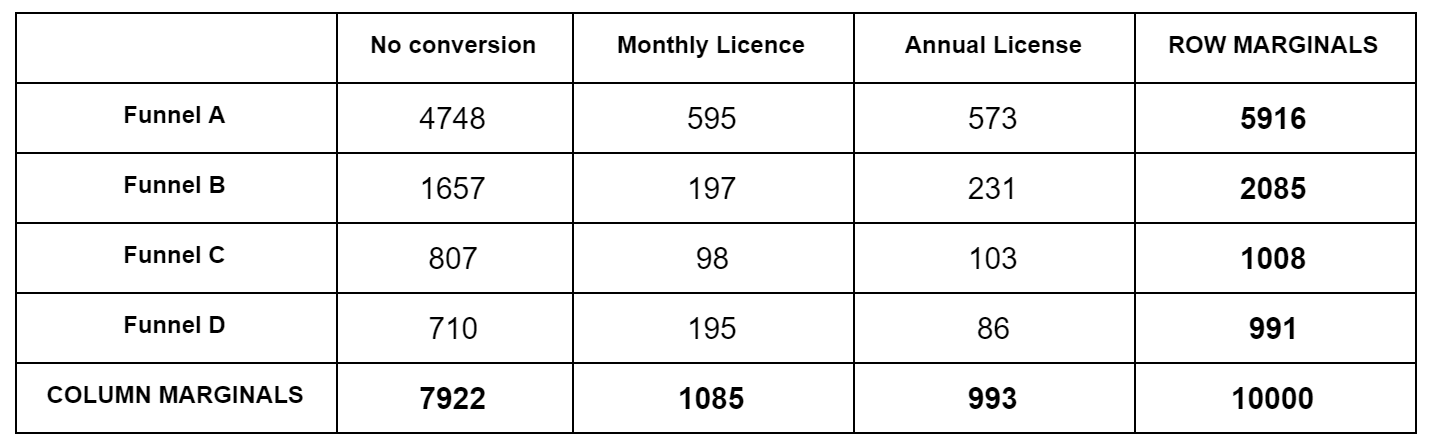 No conversion Monthly Licence Annual License ROW MARGINALS
Funnel A 4748 595 573 5916
Funnel B 1657 197 231 2085
Funnel C 807 98 103 1008
Funnel D 710 195 86 991
COLUMN MARGINALS 7922 1085 993 10000